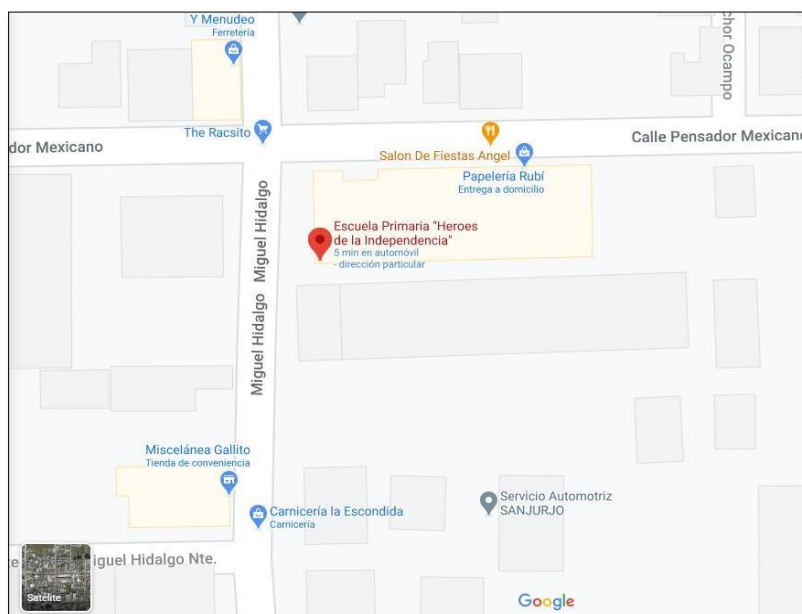 Y Menudeo
Ferretería
chor Ocampo
The Racsito
dor Mexicano
Calle Pensador Mexicano
Salon De Fiestas Angel
Papelería Rubí
Entrega a domicilio
Miguel Hidalgo
Escuela Primaria "Heroes
de la Independencia"
5 min en automóvil
- dirección particular
Miguel Hidalgo
Miscelánea Gallito
Tienda de conveniencia
Carnicería la Escondida
Carnicería
Servicio Automotriz
SANJURJO
iguel Hidalgo Nte.
Satélite
Google